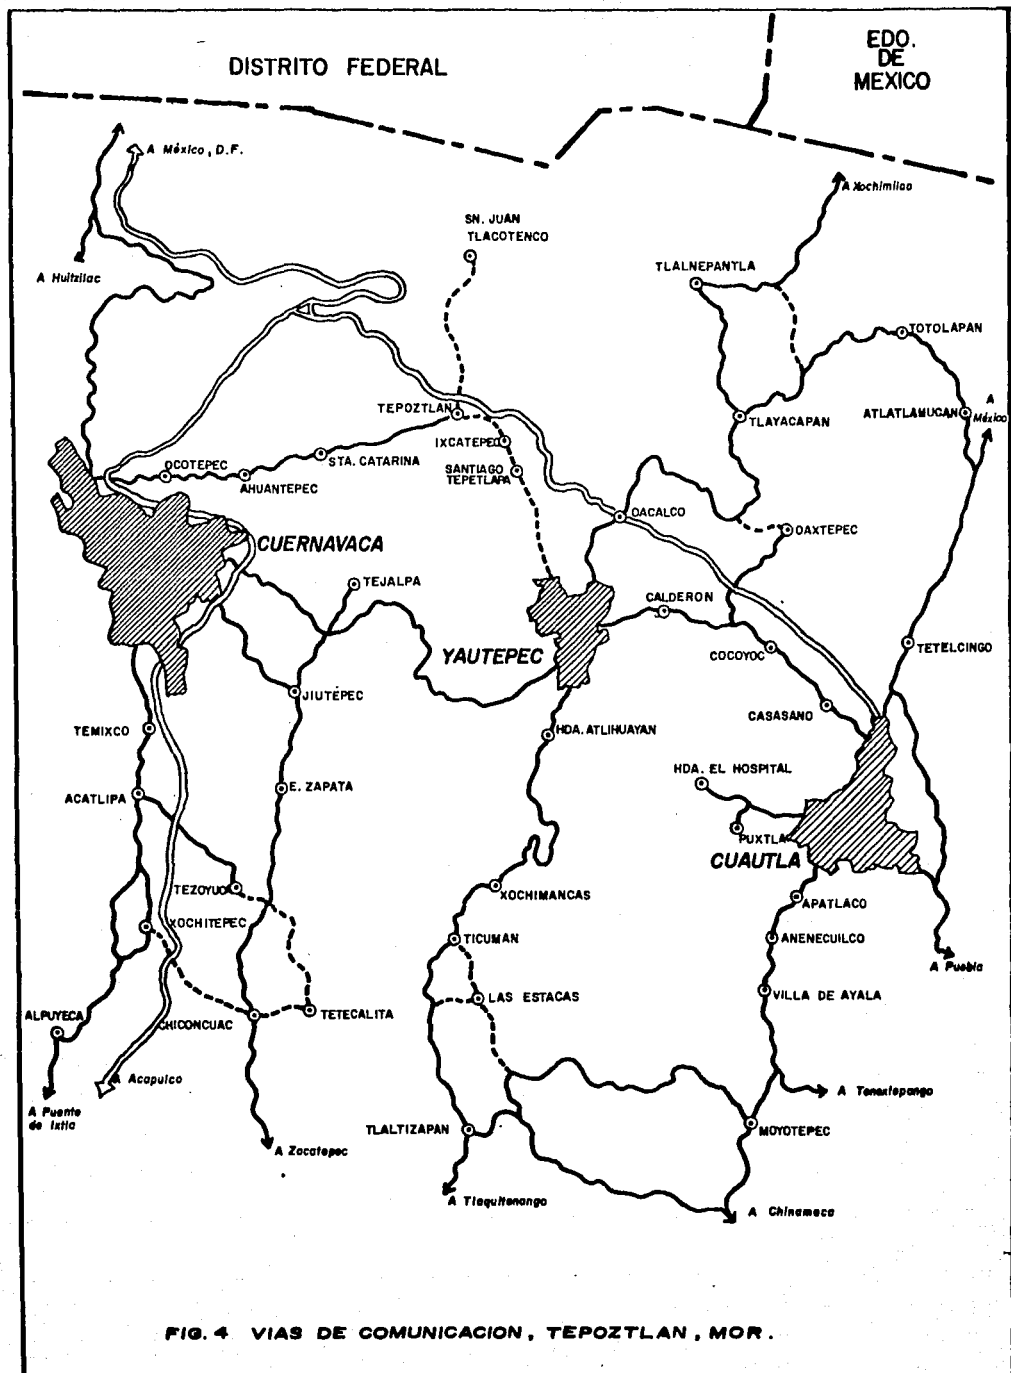 DISTRITO FEDERAL
EDO.
DE
MEXICO
A México, D.F.
A Xochimilco
SN. JUAN
TLACOTENCO
A Huitzilac
TLALNEPANTLA
TOTOLAPAN
TEPOZTLAN
TLAYACAPAN
ATLATLAMUCAN
A
México
IXCATEPEC
OCOTEPEC
STA. CATARINA
AHUANTEPEC
SANTIAGO
TEPETLAPA
OACALCO
OAXTEPEC
CUERNAVACA
TEJALPA
CALDERON
YAUTEPEC
COCOYOC
TETELCINGO
JIUTEPEC
CASASANO
TEMIXCO
HDA. ATLIHUAYAN
HDA. EL HOSPITAL
ACATLIPA
E. ZAPATA
PUXTLA
CUAUTLA
TEZOYUO
XOCHIMANCAS
APATLACO
XOCHITEPEC
TICUMAN
ANENECUILCO
A Puebla
LAS ESTACAS
VILLA DE AYALA
ALPUYECA
CHICONCUAC
TETECALITA
A Acapulco
A Tenextepango
A Puente
de Ixtla
TLALTIZAPAN
MOYOTEPEC
A Zacatepec
A Tlaquiltenango
A Chinameca
FIG. 4 VIAS DE COMUNICACION, TEPOZTLAN, MOR.